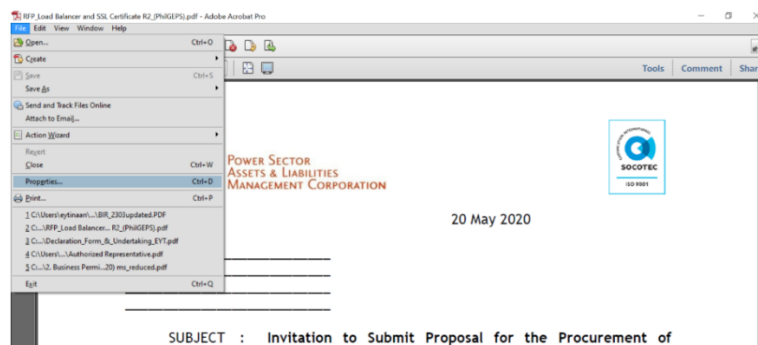 RFP_Load Balancer and SSL Certificate R2_(PhilGEPS).pdf - Adobe Acrobat Pro
File Edit View Window Help
Open... Ctrl+O
Create
Save Ctrl+S
Save As
Send and Track Files Online
Attach to Email...
Action Wizard
Revert
Close Ctrl+W
Properties... Ctrl+D
Print... Ctrl+P
1 C:\Users\eytinaan\...\BIR_2303updated.PDF
2 C:\...\RFP_Load Balancer... R2_(PhilGEPS).pdf
3 C:\...\Declaration_Form_&_Undertaking_EYT.pdf
4 C:\Users\...\Authorized Representative.pdf
5 C:\...\2. Business Permi...20) ms_reduced.pdf
Exit Ctrl+Q
Tools Comment Shar
POWER SECTOR
ASSETS & LIABILITIES
MANAGEMENT CORPORATION
SOCOTEC
ISO 9001
20 May 2020
SUBJECT : Invitation to Submit Proposal for the Procurement of